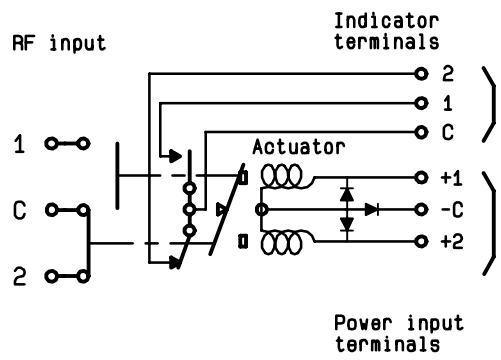 Indicator
terminals
RF input
2
1
C
Actuator
1
+1
C
-C
+2
2
Power input
terminals